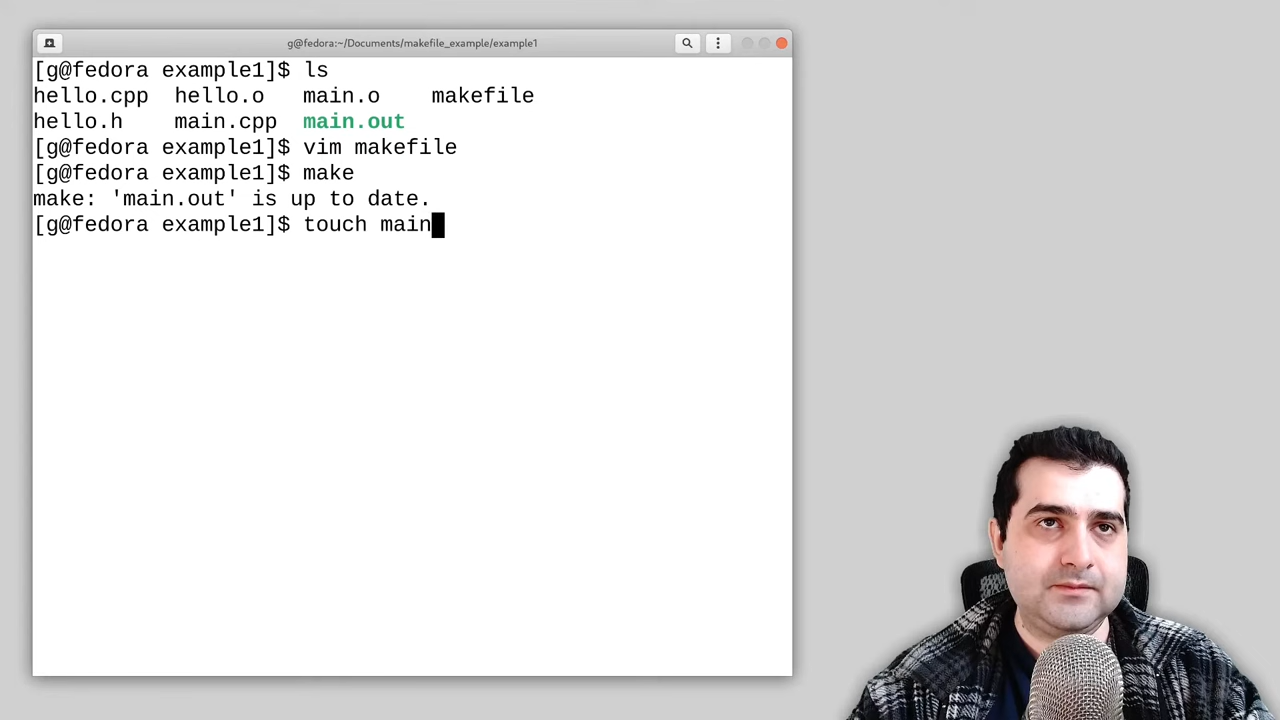 g@fedora:~/Documents/makefile_example/example1
[g@fedora example1]$ ls
hello.cpp hello.o main.o makefile
hello.h main.cpp main.out
[g@fedora example1]$ vim makefile
[g@fedora example1]$ make
make: 'main.out' is up to date.
[g@fedora example1]$ touch main